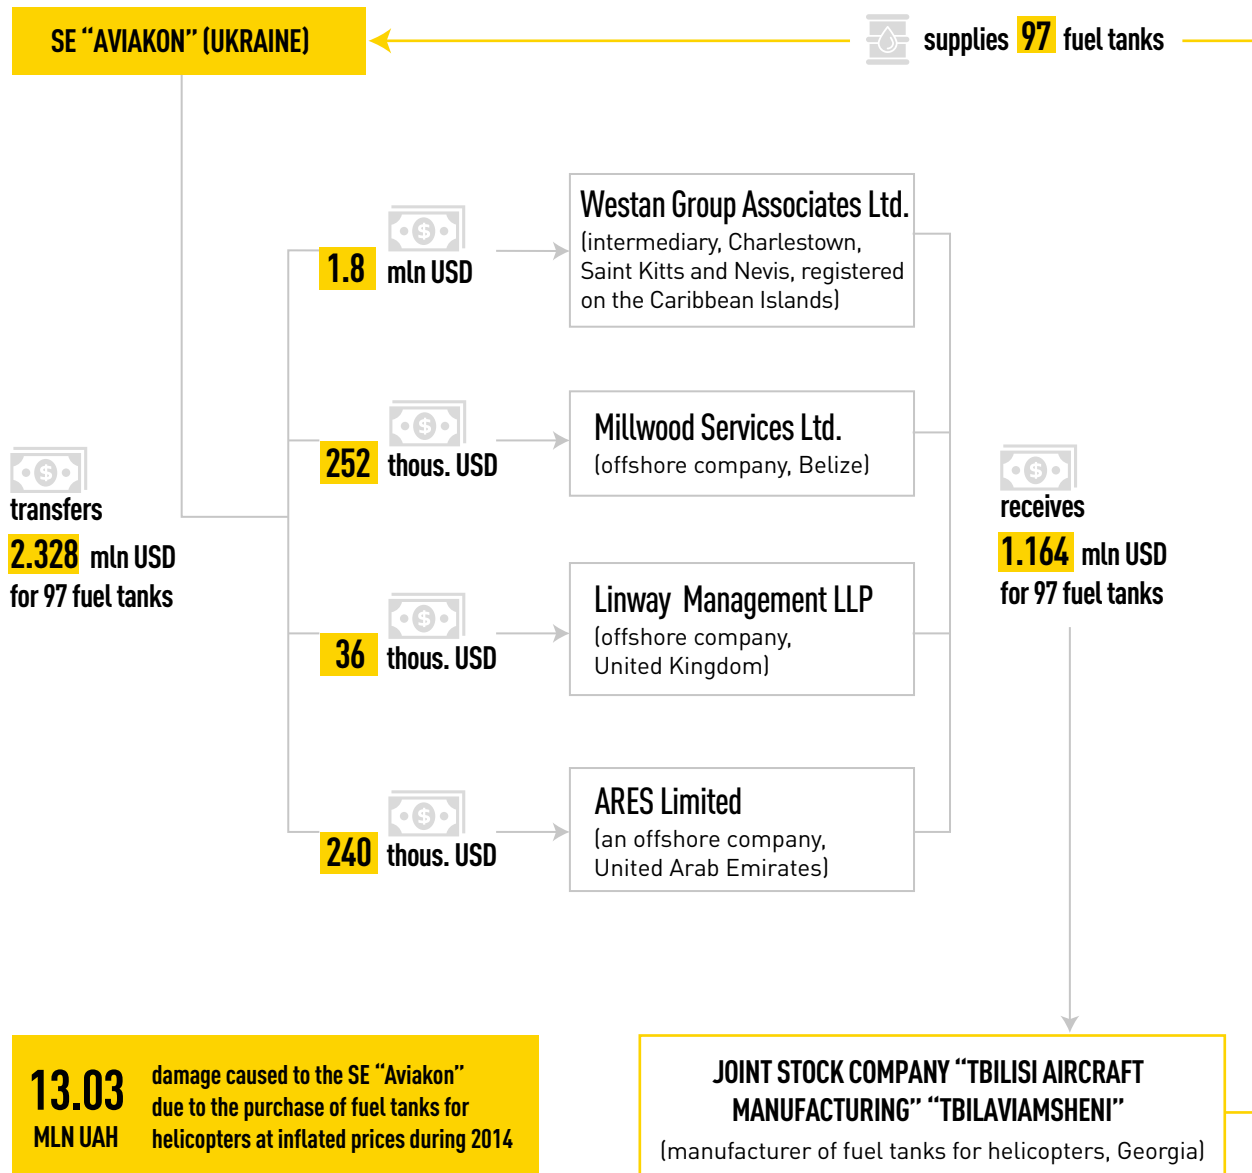 SE “AVIAKON” (UKRAINE)
supplies 97 fuel tanks
1.8 mln USD
Westan Group Associates Ltd.
(intermediary, Charlestown,
Saint Kitts and Nevis, registered
on the Caribbean Islands)
252 thous. USD
Millwood Services Ltd.
(offshore company, Belize)
transfers
2.328 mln USD
for 97 fuel tanks
receives
1.164 mln USD
for 97 fuel tanks
36 thous. USD
Linway Management LLP
(offshore company,
United Kingdom)
240 thous. USD
ARES Limited
(an offshore company,
United Arab Emirates)
13.03
MLN UAH
damage caused to the SE “Aviakon”
due to the purchase of fuel tanks for
helicopters at inflated prices during 2014
JOINT STOCK COMPANY “TBILISI AIRCRAFT
MANUFACTURING” “TBILAVIAMSHENI”
(manufacturer of fuel tanks for helicopters, Georgia)